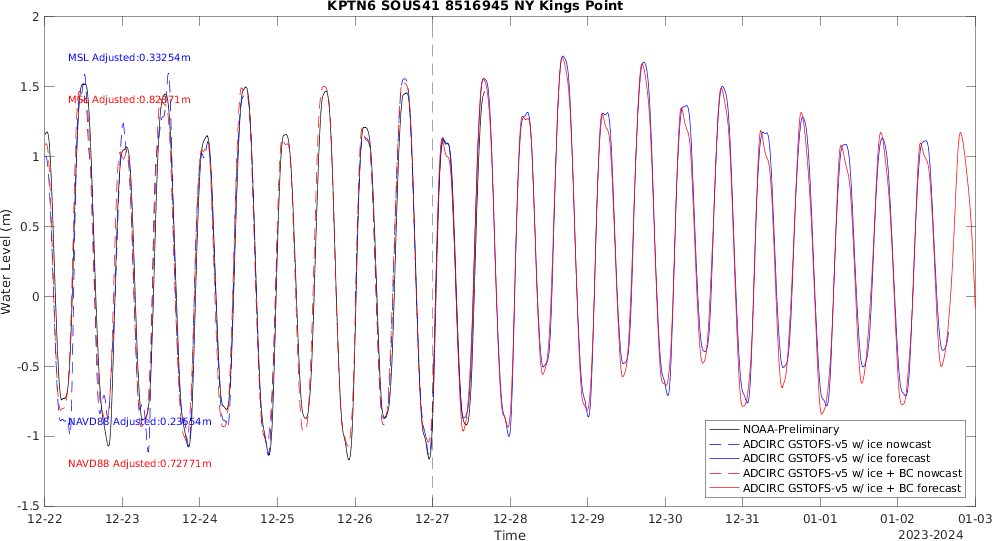 KPTN6 SOUS41 8516945 NY Kings Point
2
1.5
1
0.5
0
-0.5
-1
-1.5
Water Level (m)
MSL Adjusted:0.33254m
MSL Adjusted:0.82571m
NAVD88 Adjusted:0.23454m
NAVD88 Adjusted:0.72771m
NOAA-Preliminary
ADCIRC GSTOFS-v5 w/ ice nowcast
ADCIRC GSTOFS-v5 w/ ice forecast
ADCIRC GSTOFS-v5 w/ ice + BC nowcast
ADCIRC GSTOFS-v5 w/ ice + BC forecast
12-22 12-23 12-24 12-25 12-26 12-27 12-28 12-29 12-30 12-31 01-01 01-02 01-03
Time
2023-2024